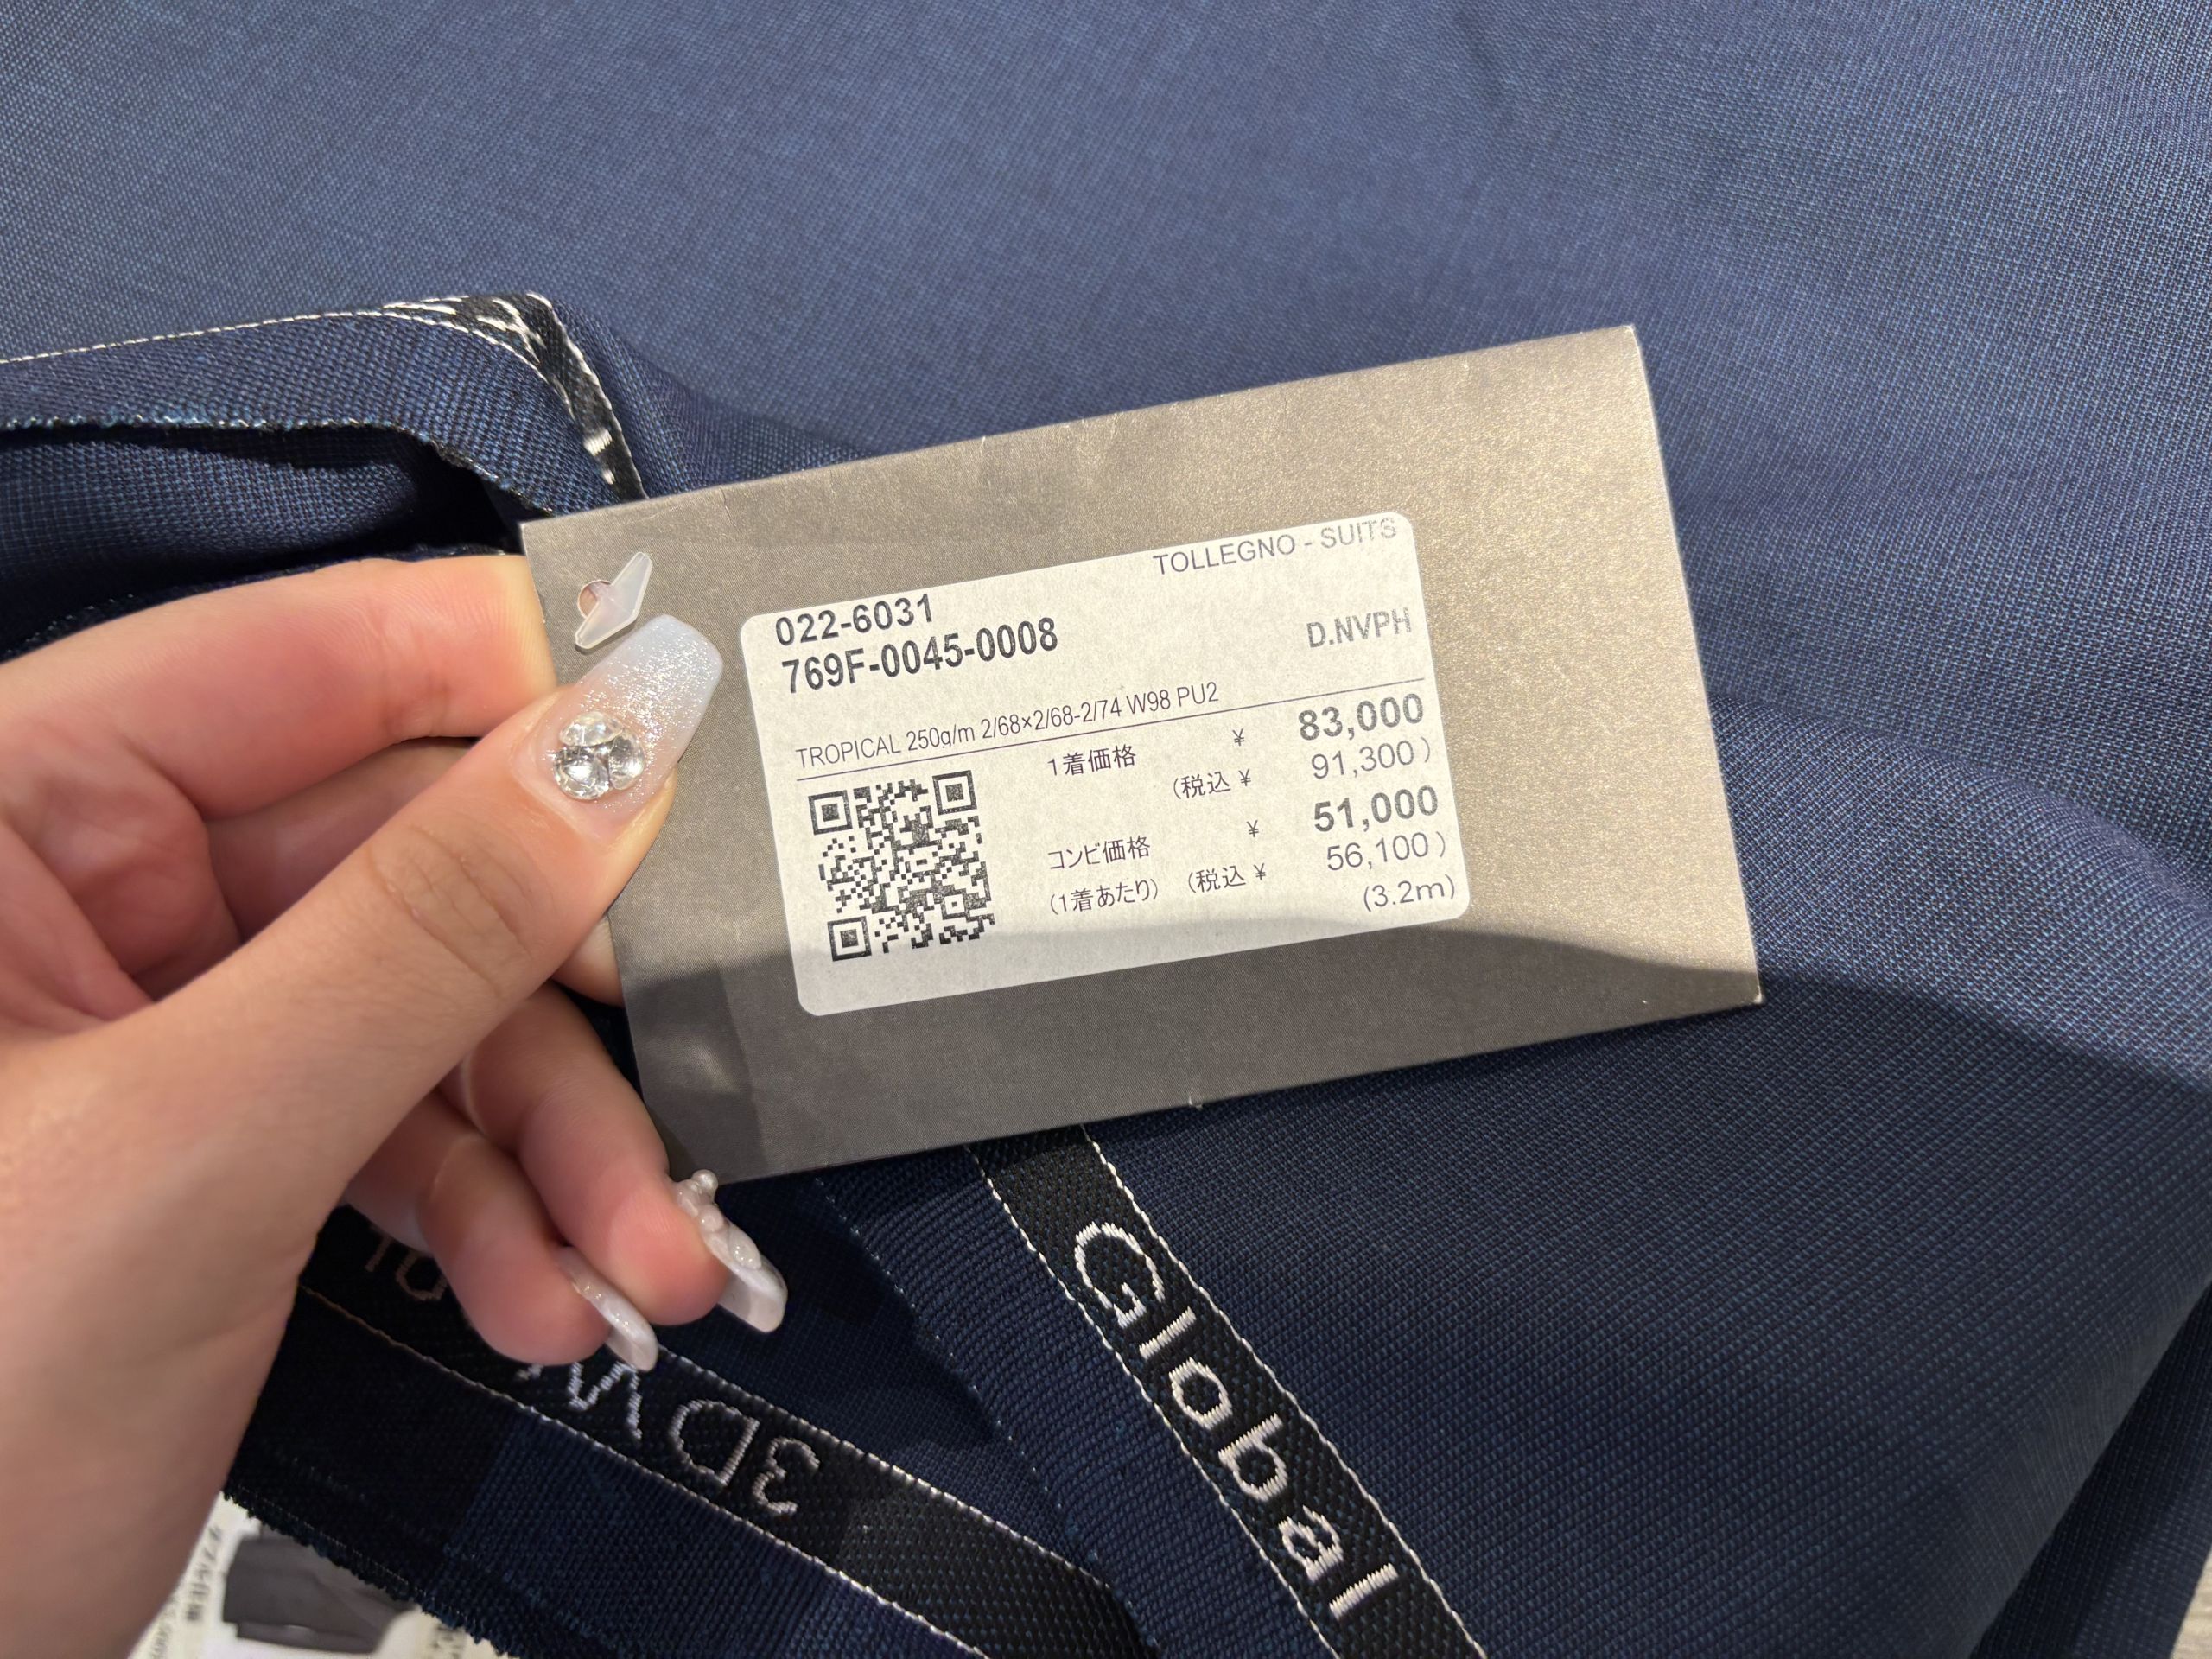 TOLLEGNO - SUITS
022-6031
769F-0045-0008
D.NVPH
TROPICAL 250g/m 2/68×2/68-2/74 W98 PU2
1着価格 ¥ 83,000
(税込 ¥ 91,300)
コンビ価格 ¥ 51,000
(1着あたり) (税込 ¥ 56,100)
(3.2m)
Global
3D